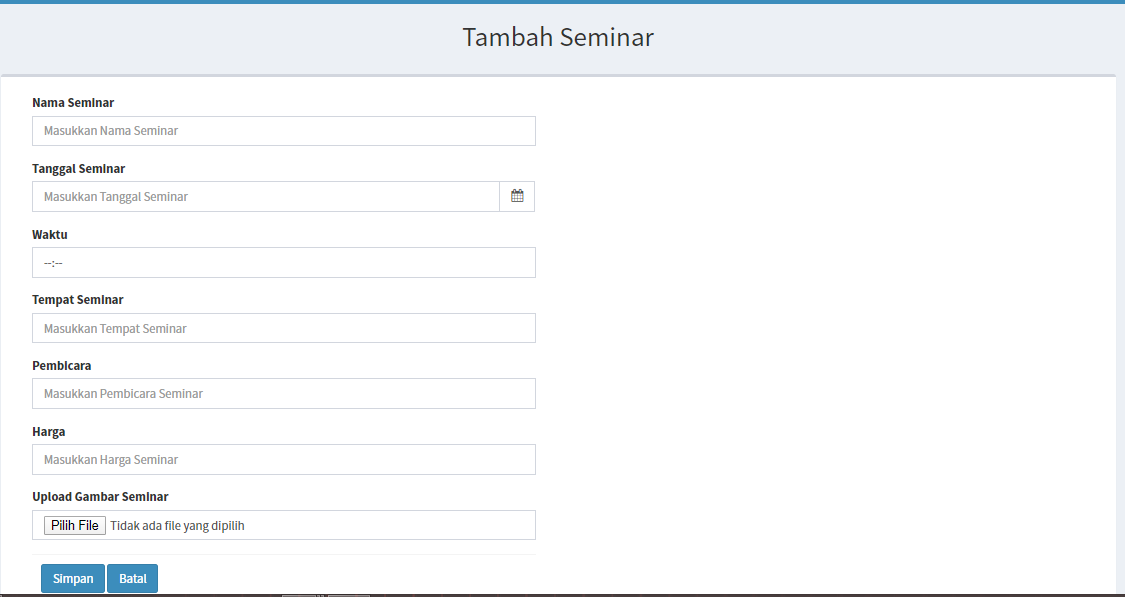 Tambah Seminar
Nama Seminar
Masukkan Nama Seminar
Tanggal Seminar
Masukkan Tanggal Seminar
Waktu
--:--
Tempat Seminar
Masukkan Tempat Seminar
Pembicara
Masukkan Pembicara Seminar
Harga
Masukkan Harga Seminar
Upload Gambar Seminar
Pilih File Tidak ada file yang dipilih
Simpan Batal